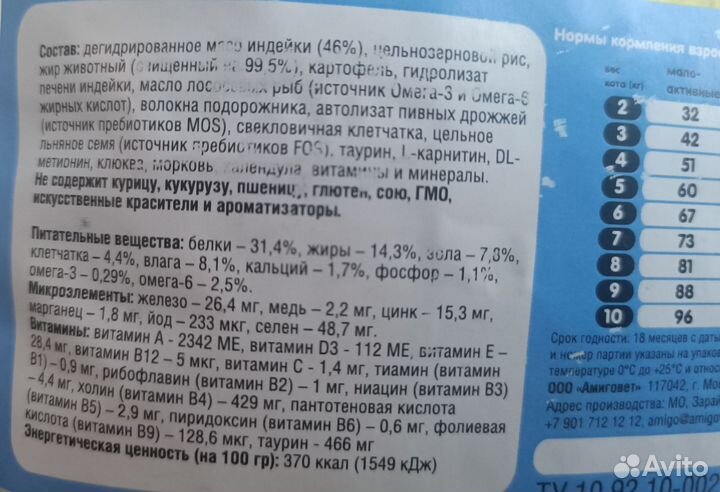 Состав: дегидрированное мясо индейки (46%), цельнозерновой рис,
жир животный (очищенный на 99,5%), картофель, гидролизат
печени индейки, масло лососевых рыб (источник Омега-3 и Омега-6
жирных кислот), волокна подорожника, автолизат пивных дрожжей
(источник пребиотиков MOS), свекловичная клетчатка, цельное
льняное семя (источник пребиотиков FOS), таурин, L-карнитин, DL-
метионин, клюква, морковь, календула, витамины и минералы.
Не содержит курицу, кукурузу, пшеницу, глютен, сою, ГМО,
искусственные красители и ароматизаторы.
Питательные вещества: белки – 31,4%, жиры – 14,3%, зола – 7,8%,
клетчатка – 4,4%, влага – 8,1%, кальций – 1,7%, фосфор – 1,1%,
омега-3 – 0,29%, омега-6 – 2,5%.
Микроэлементы: железо – 26,4 мг, медь – 2,2 мг, цинк – 15,3 мг,
марганец – 1,8 мг, йод – 233 мкг, селен – 48,7 мг.
Витамины: витамин А - 2342 МЕ, витамин D3 - 112 МЕ, витамин Е –
28,4 мг, витамин В12 – 5 мкг, витамин С - 1,4 мг, тиамин (витамин
В1) – 0,9 мг, рибофлавин (витамин В2) – 1 мг, ниацин (витамин В3)
– 4,4 мг, холин (витамин В4) – 429 мг, пантотеновая кислота
(витамин В5) – 2,9 мг, пиридоксин (витамин В6) – 0,6 мг, фолиевая
кислота (витамин В9) – 128,6 мкг, таурин – 466 мг
Энергетическая ценность (на 100 гр): 370 ккал (1549 кДж)
Нормы кормления
вес мало-
кота (кг) активные
2 32
3 42
4 51
5 60
6 67
7 73
8 81
9 88
10 96
Срок годности: 18 месяцев с даты
и номер партии указаны на
температуре 0°С до +25°С и
ООО «Амиговет» 117042, г.
Адрес производства: МО,
+7 901 712 12 12,
ТУ 10.92.10-002
Avito